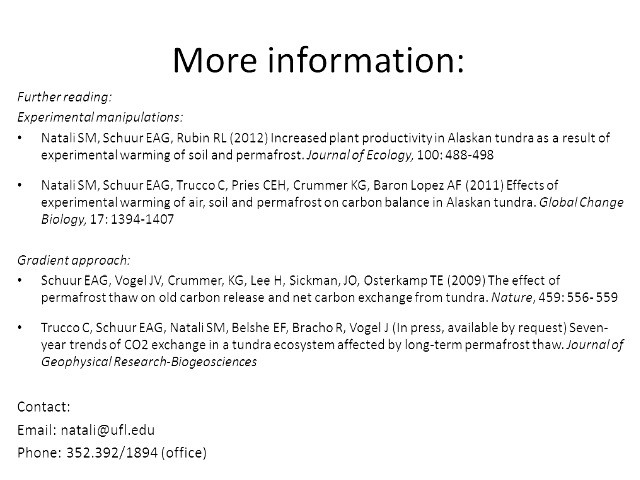 More information:
Further reading:
Experimental manipulations:
• Natali SM, Schuur EAG, Rubin RL (2012) Increased plant productivity in Alaskan tundra as a result of
experimental warming of soil and permafrost. Journal of Ecology, 100: 488-498
• Natali SM, Schuur EAG, Trucco C, Pries CEH, Crummer KG, Baron Lopez AF (2011) Effects of
experimental warming of air, soil and permafrost on carbon balance in Alaskan tundra. Global Change
Biology, 17: 1394-1407
Gradient approach:
• Schuur EAG, Vogel JV, Crummer, KG, Lee H, Sickman, JO, Osterkamp TE (2009) The effect of
permafrost thaw on old carbon release and net carbon exchange from tundra. Nature, 459: 556- 559
• Trucco C, Schuur EAG, Natali SM, Belshe EF, Bracho R, Vogel J (In press, available by request) Seven-
year trends of CO2 exchange in a tundra ecosystem affected by long-term permafrost thaw. Journal of
Geophysical Research-Biogeosciences
Contact:
Email: natali@ufl.edu
Phone: 352.392/1894 (office)